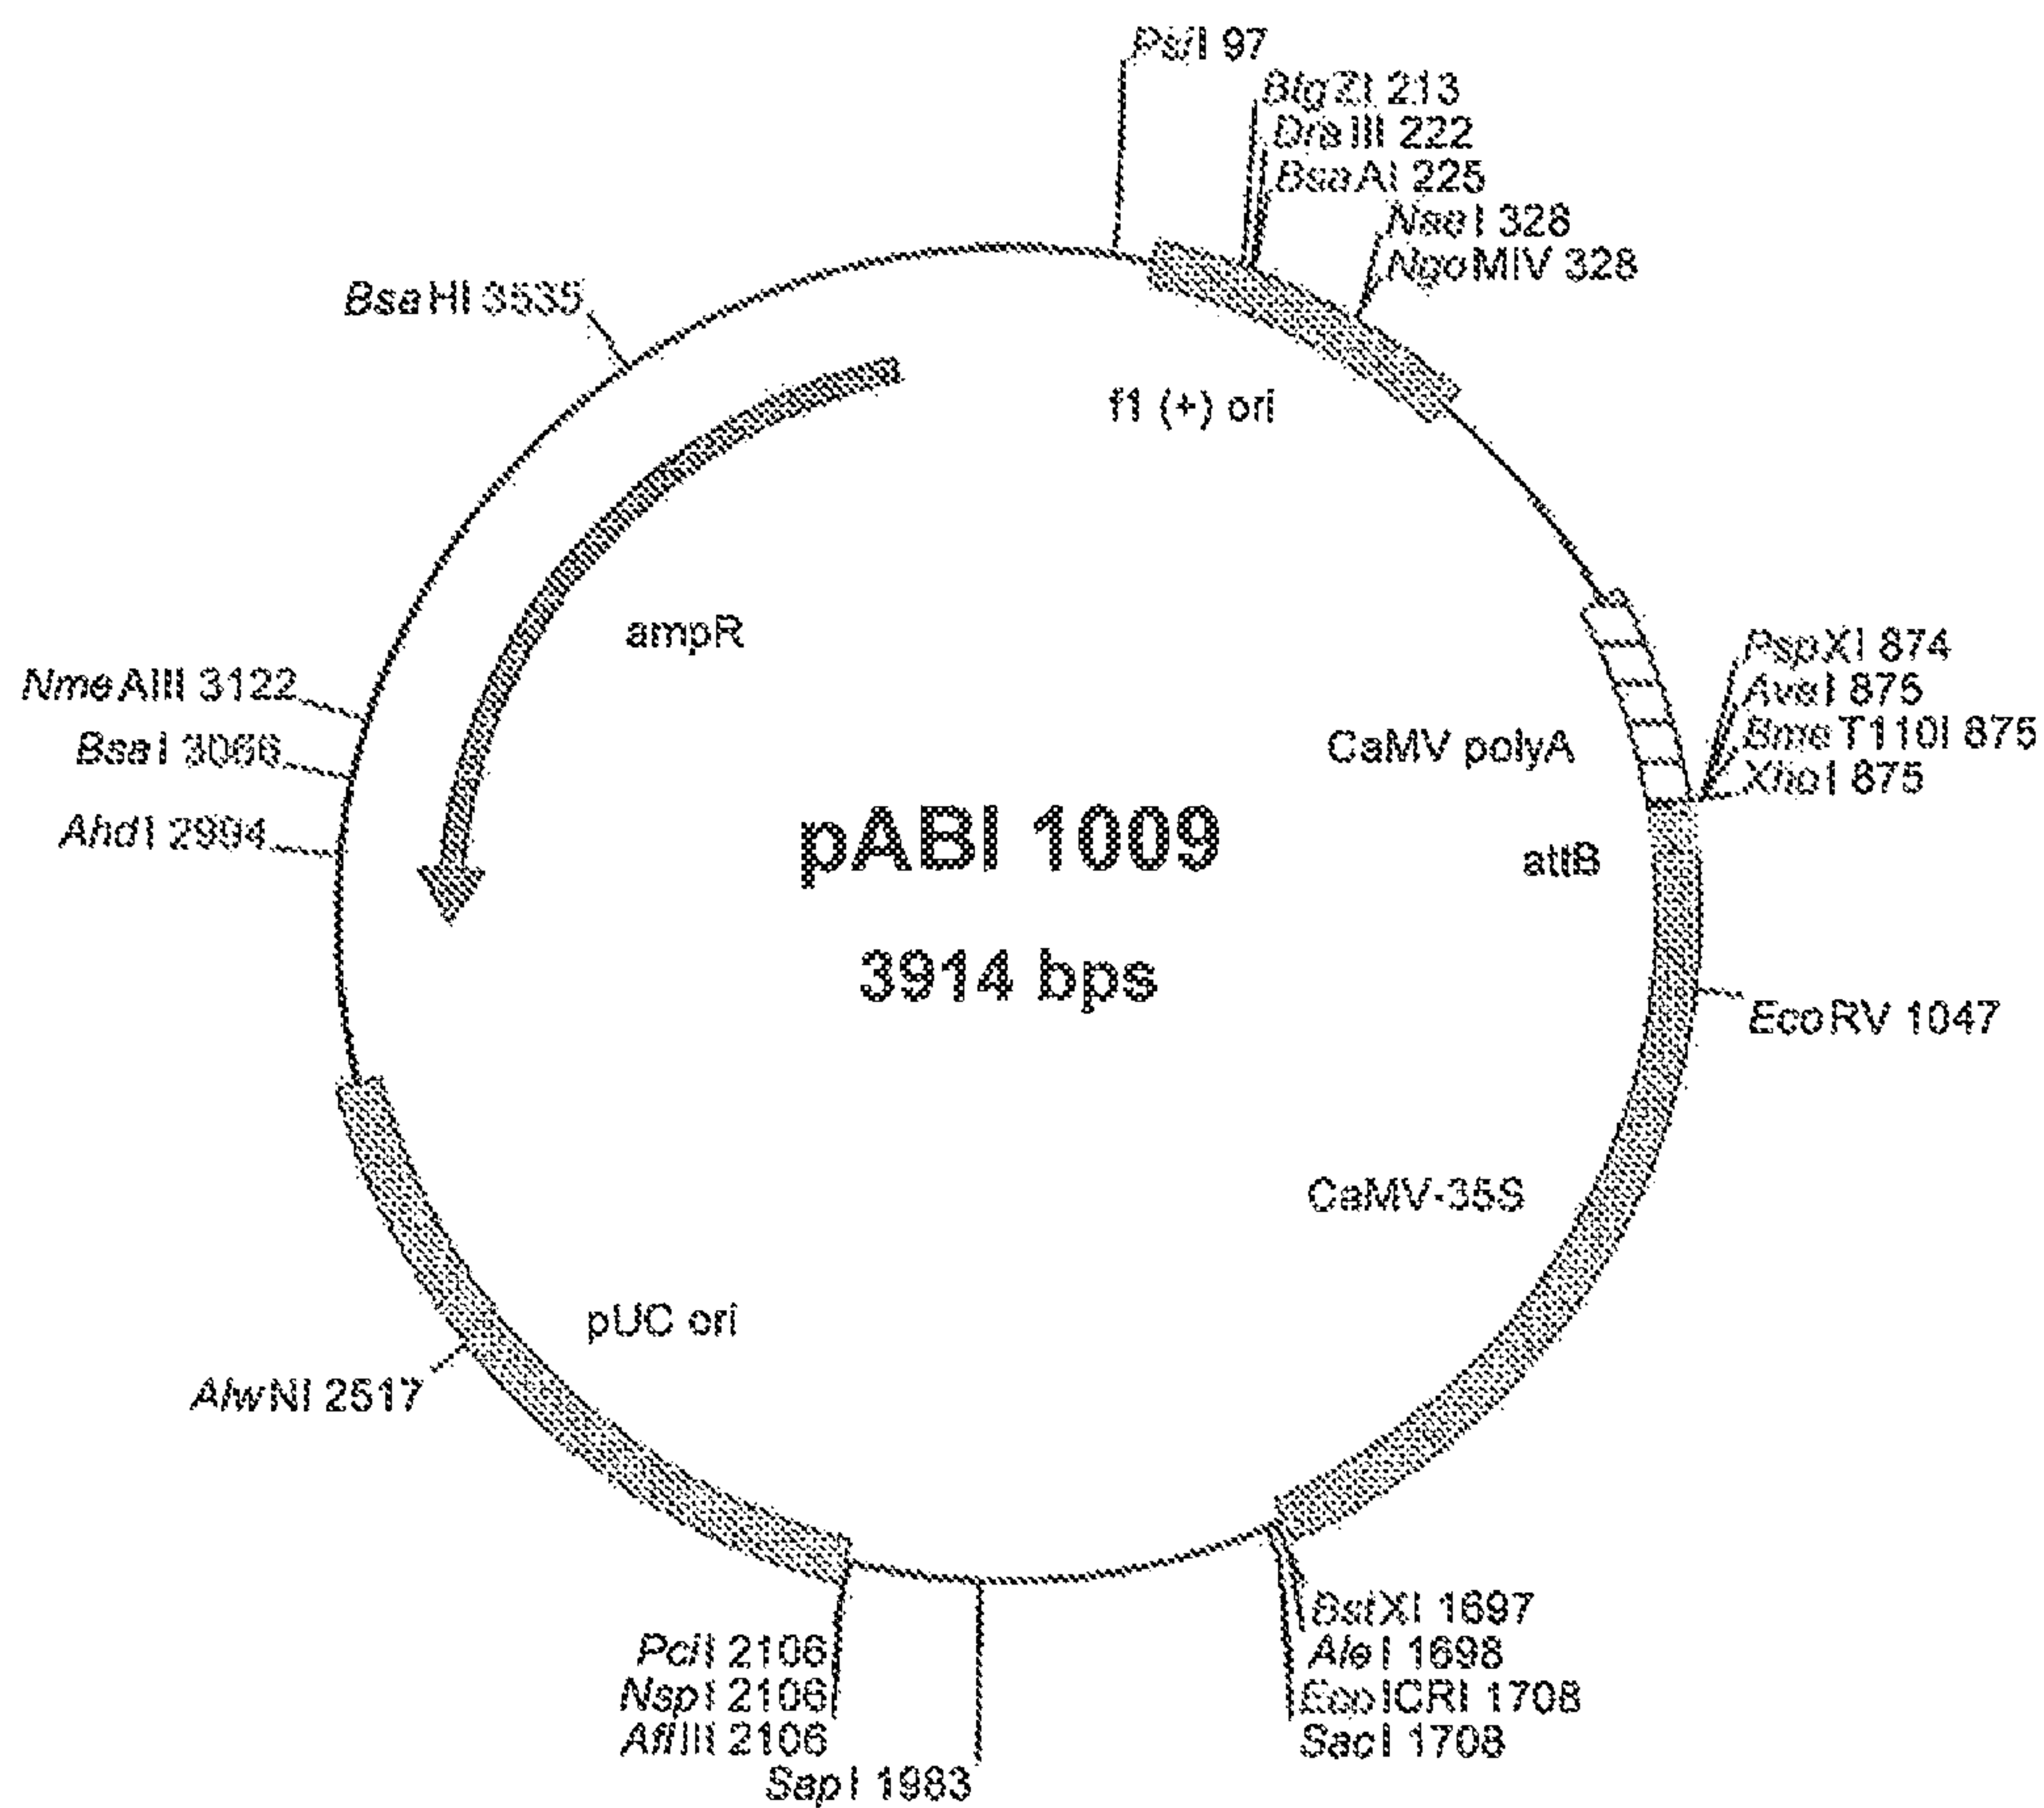 PsiI 97
BtgZI 213
DraIII 222
BsaAI 225
NaeI 328
NgoMIV 328
BsaHI 3535
f1 (+) ori
ampR
NmeAIII 3122
BsaI 3066
AhdI 2994
PspXI 874
AvaI 875
BmeT110I 875
XhoI 875
CaMV polyA
attB
pABI 1009
3914 bps
EcoRV 1047
CaMV-35S
pUC ori
AlwNI 2517
BstXI 1697
AleI 1698
EcoICRI 1708
SacI 1708
PciI 2106
NspI 2106
AflIII 2106
SapI 1983